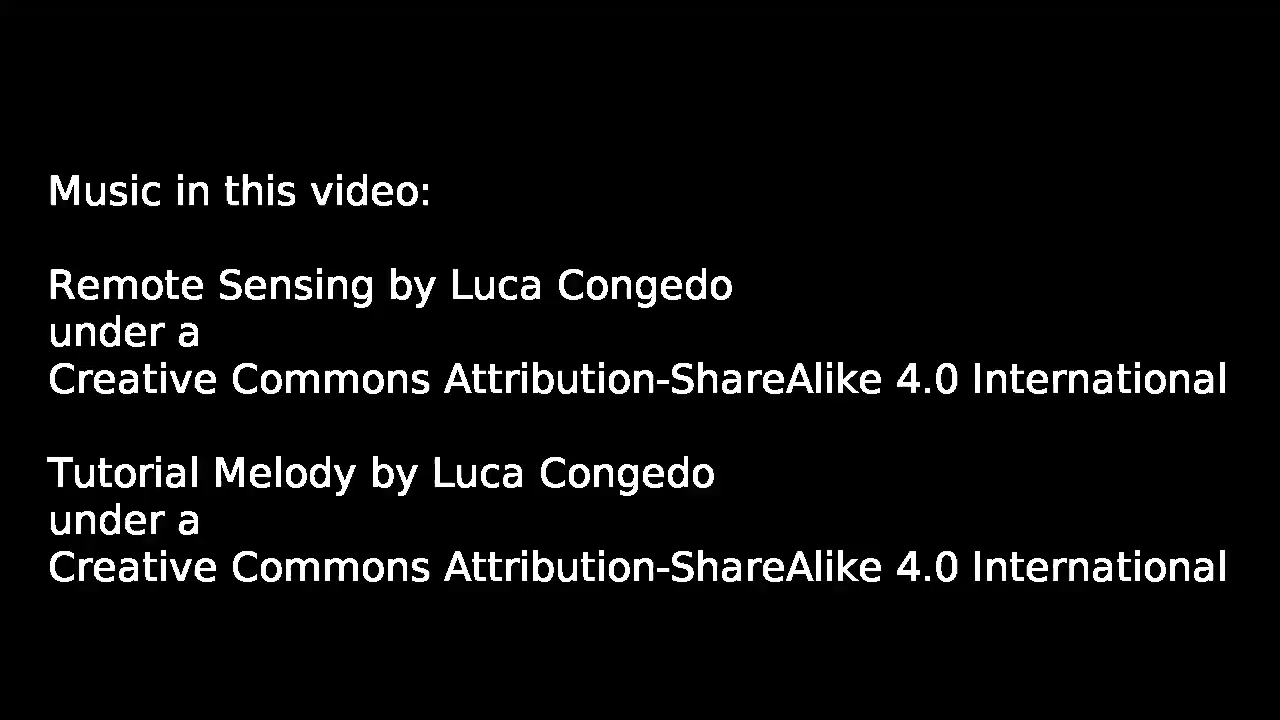 Music in this video:
Remote Sensing by Luca Congedo
under a
Creative Commons Attribution-ShareAlike 4.0 International
Tutorial Melody by Luca Congedo
under a
Creative Commons Attribution-ShareAlike 4.0 International